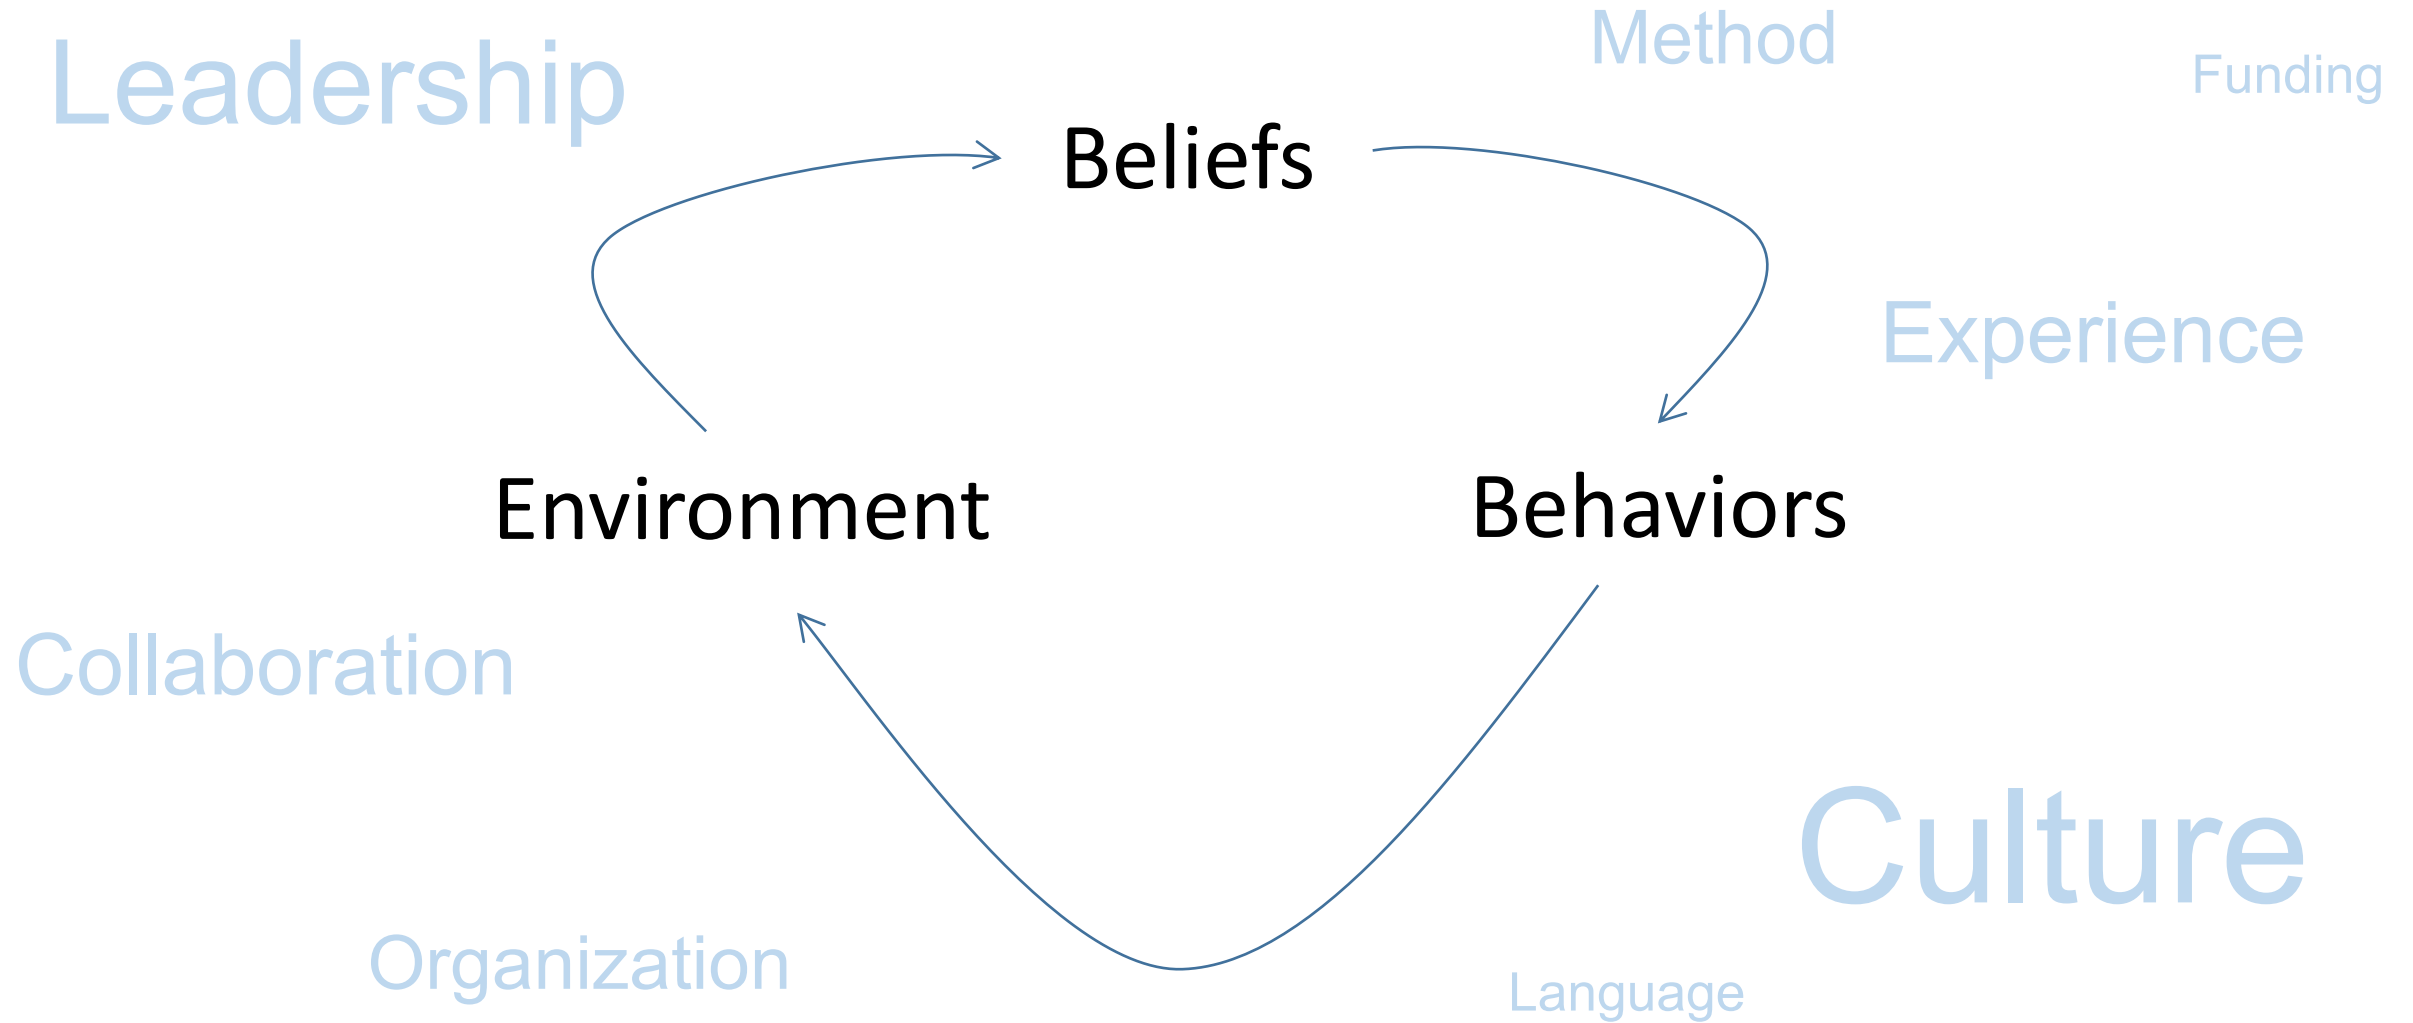 Leadership
Method
Funding
Beliefs
Experience
Environment
Behaviors
Collaboration
Culture
Organization
Language